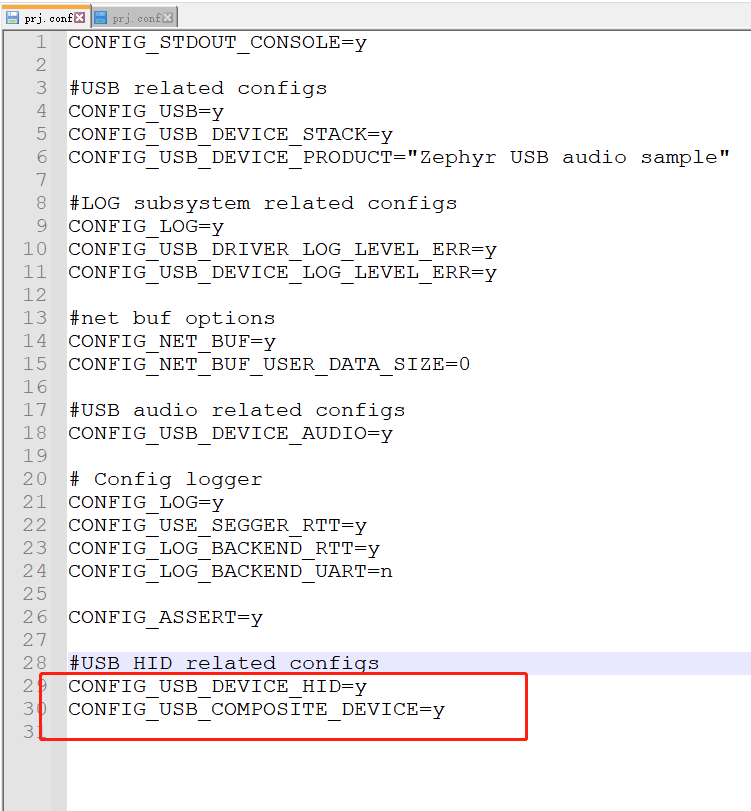 prj.conf prj.conf
1 CONFIG_STDOUT_CONSOLE=y
2
3 #USB related configs
4 CONFIG_USB=y
5 CONFIG_USB_DEVICE_STACK=y
6 CONFIG_USB_DEVICE_PRODUCT="Zephyr USB audio sample"
7
8 #LOG subsystem related configs
9 CONFIG_LOG=y
10 CONFIG_USB_DRIVER_LOG_LEVEL_ERR=y
11 CONFIG_USB_DEVICE_LOG_LEVEL_ERR=y
12
13 #net buf options
14 CONFIG_NET_BUF=y
15 CONFIG_NET_BUF_USER_DATA_SIZE=0
16
17 #USB audio related configs
18 CONFIG_USB_DEVICE_AUDIO=y
19
20 # Config logger
21 CONFIG_LOG=y
22 CONFIG_USE_SEGGER_RTT=y
23 CONFIG_LOG_BACKEND_RTT=y
24 CONFIG_LOG_BACKEND_UART=n
25
26 CONFIG_ASSERT=y
27
28 #USB HID related configs
29 CONFIG_USB_DEVICE_HID=y
30 CONFIG_USB_COMPOSITE_DEVICE=y
31